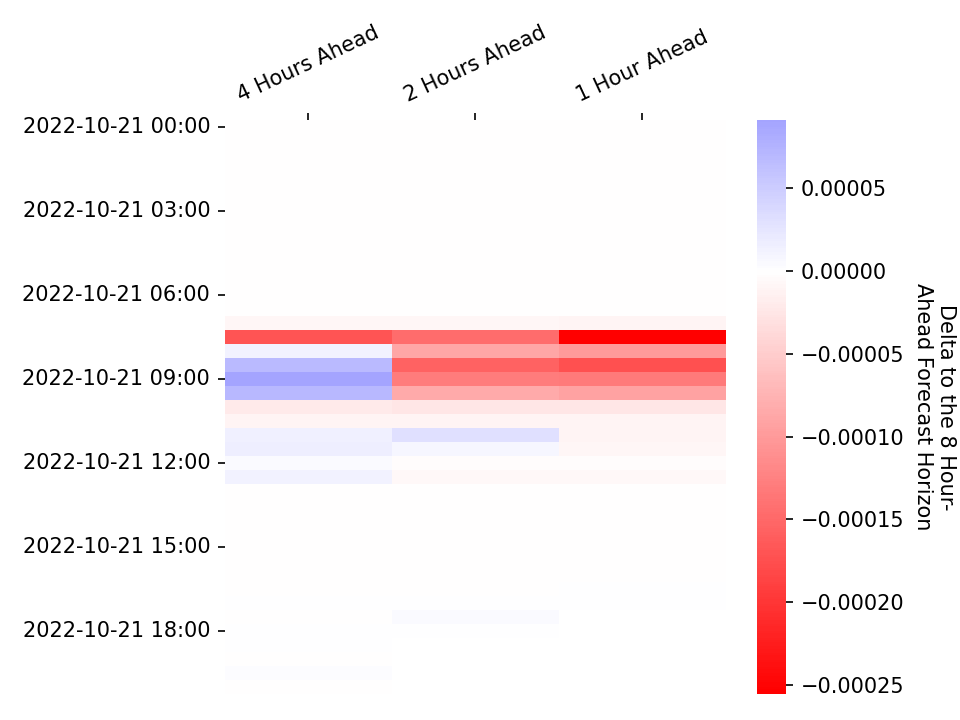 4 Hours Ahead
2 Hours Ahead
1 Hour Ahead
2022-10-21 00:00
2022-10-21 03:00
2022-10-21 06:00
2022-10-21 09:00
2022-10-21 12:00
2022-10-21 15:00
2022-10-21 18:00
0.00005
0.00000
−0.00005
−0.00010
−0.00015
−0.00020
−0.00025
Delta to the 8 Hour-
Ahead Forecast Horizon